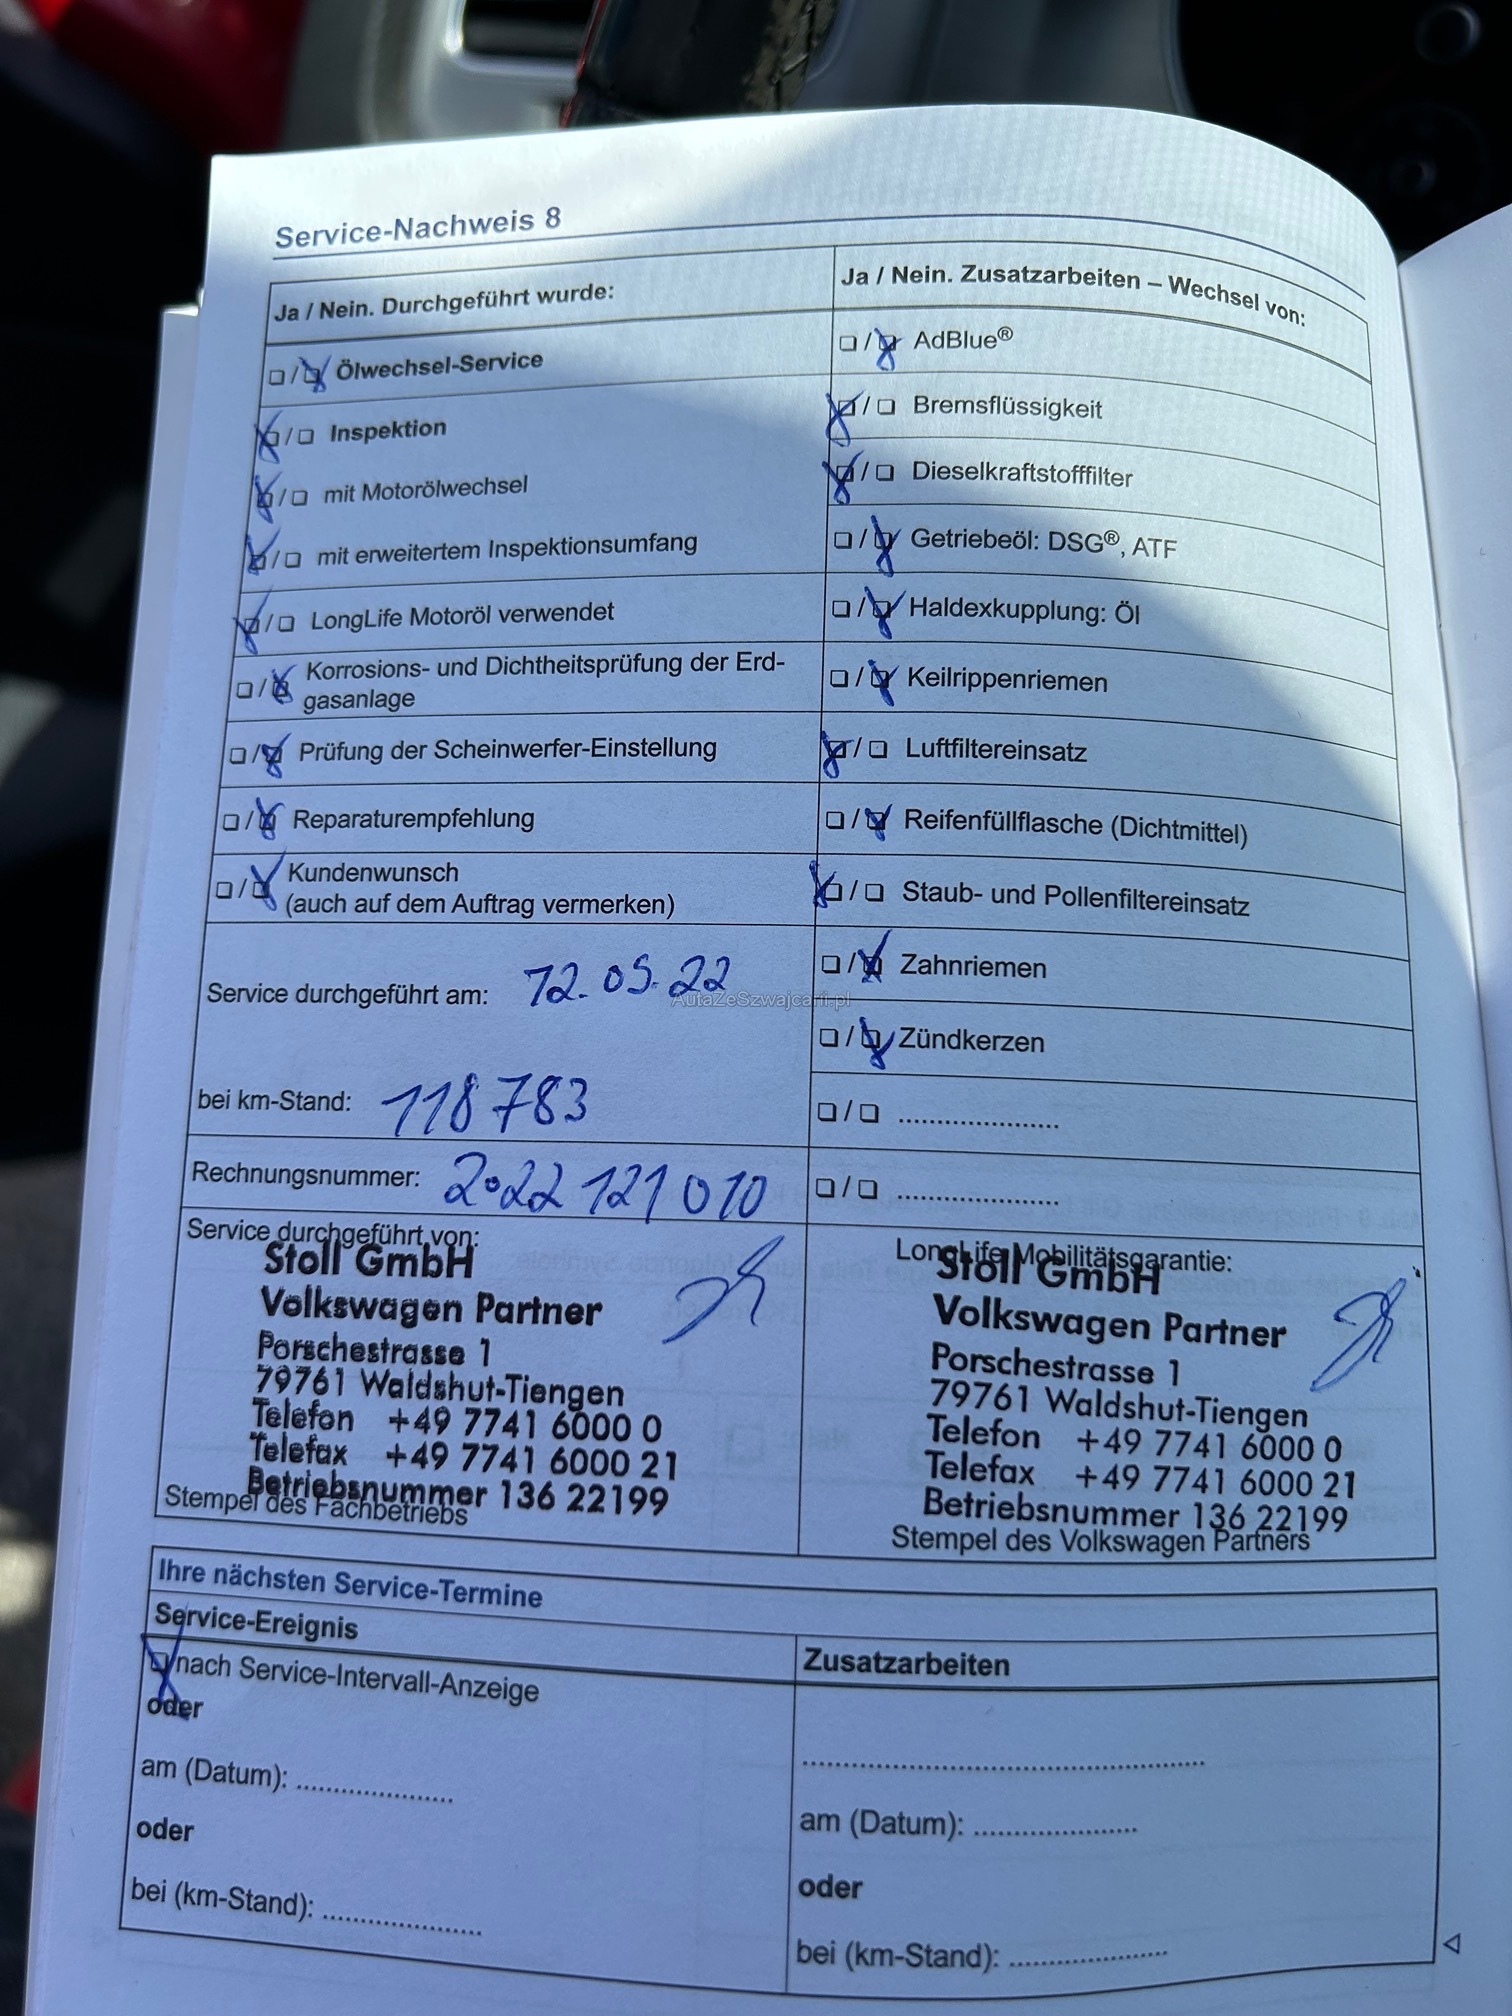 Service-Nachweis 8
Ja / Nein. Durchgeführt wurde:
❏ / ❏ Ölwechsel-Service
❏ / ❏ Inspektion
❏ / ❏ mit Motorölwechsel
❏ / ❏ mit erweitertem Inspektionsumfang
❏ / ❏ LongLife Motoröl verwendet
❏ / ❏ Korrosions- und Dichtheitsprüfung der Erd-
gasanlage
❏ / ❏ Prüfung der Scheinwerfer-Einstellung
❏ / ❏ Reparaturempfehlung
❏ / ❏ Kundenwunsch
(auch auf dem Auftrag vermerken)
Service durchgeführt am: 12.05.22
bei km-Stand: 118783
Rechnungsnummer: 2022121010
Ja / Nein. Zusatzarbeiten – Wechsel von:
❏ / ❏ AdBlue®
❏ / ❏ Bremsflüssigkeit
❏ / ❏ Dieselkraftstofffilter
❏ / ❏ Getriebeöl: DSG®, ATF
❏ / ❏ Haldexkupplung: Öl
❏ / ❏ Keilrippenriemen
❏ / ❏ Luftfiltereinsatz
❏ / ❏ Reifenfüllflasche (Dichtmittel)
❏ / ❏ Staub- und Pollenfiltereinsatz
❏ / ❏ Zahnriemen
❏ / ❏ Zündkerzen
❏ / ❏ ....................
❏ / ❏ ....................
AutaZeSzwajcarii.pl
Service durchgeführt von:
Stoll GmbH
Volkswagen Partner
Porschestrasse 1
79761 Waldshut-Tiengen
Telefon +49 7741 6000 0
Telefax +49 7741 6000 21
Betriebsnummer 136 22199
Stempel des Fachbetriebs
LongLife Mobilitätsgarantie:
Stoll GmbH
Volkswagen Partner
Porschestrasse 1
79761 Waldshut-Tiengen
Telefon +49 7741 6000 0
Telefax +49 7741 6000 21
Betriebsnummer 136 22199
Stempel des Volkswagen Partners
Ihre nächsten Service-Termine
Service-Ereignis
❏ nach Service-Intervall-Anzeige
oder
am (Datum): ....................
oder
bei (km-Stand): ....................
Zusatzarbeiten
..................................................
am (Datum): ....................
oder
bei (km-Stand): ....................